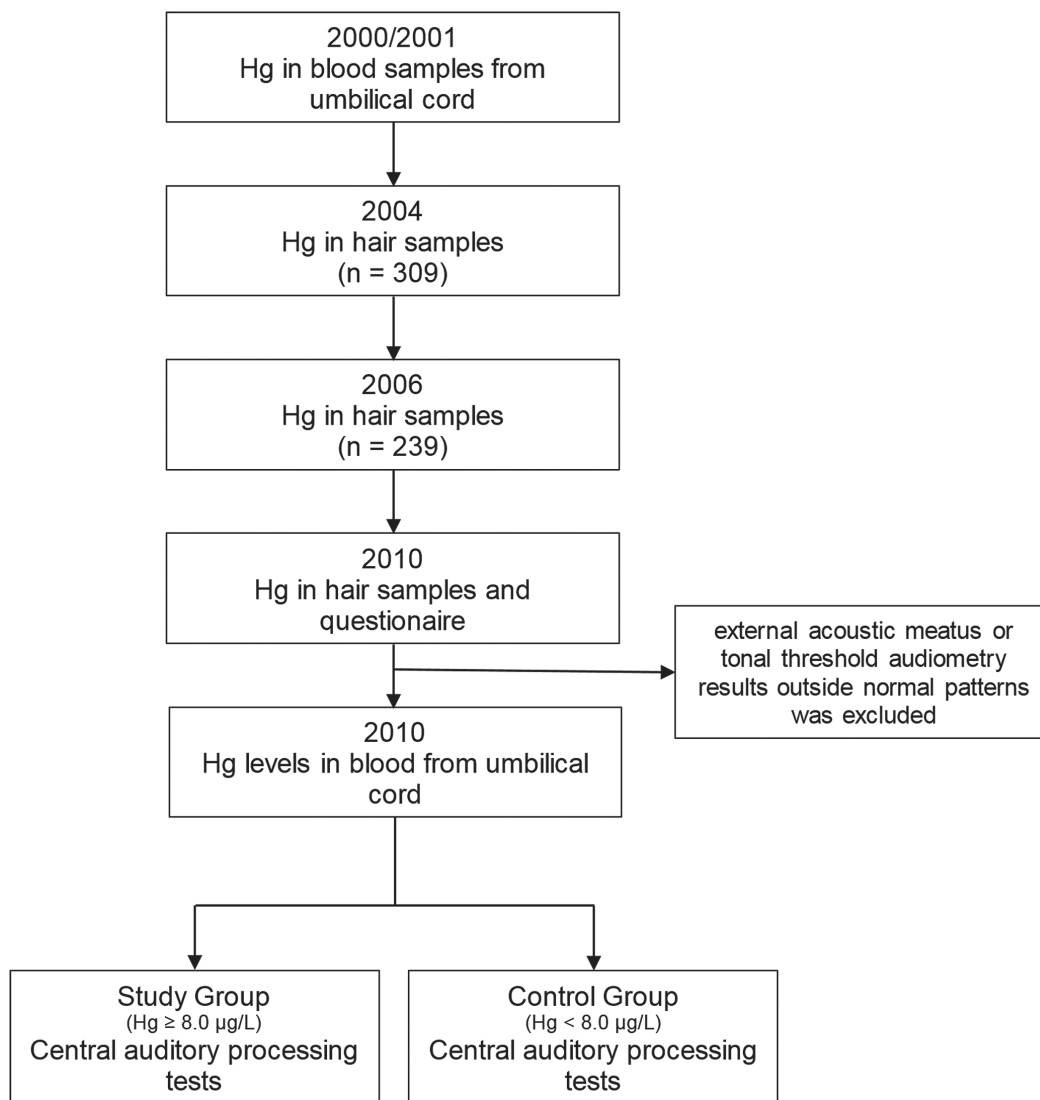 2000/2001
Hg in blood samples from
umbilical cord
2004
Hg in hair samples
(n = 309)
2006
Hg in hair samples
(n = 239)
2010
Hg in hair samples and
questionaire
external acoustic meatus or
tonal threshold audiometry
results outside normal patterns
was excluded
2010
Hg levels in blood from umbilical
cord
Study Group
(Hg ≥ 8.0 µg/L)
Central auditory processing
tests
Control Group
(Hg < 8.0 µg/L)
Central auditory processing
tests